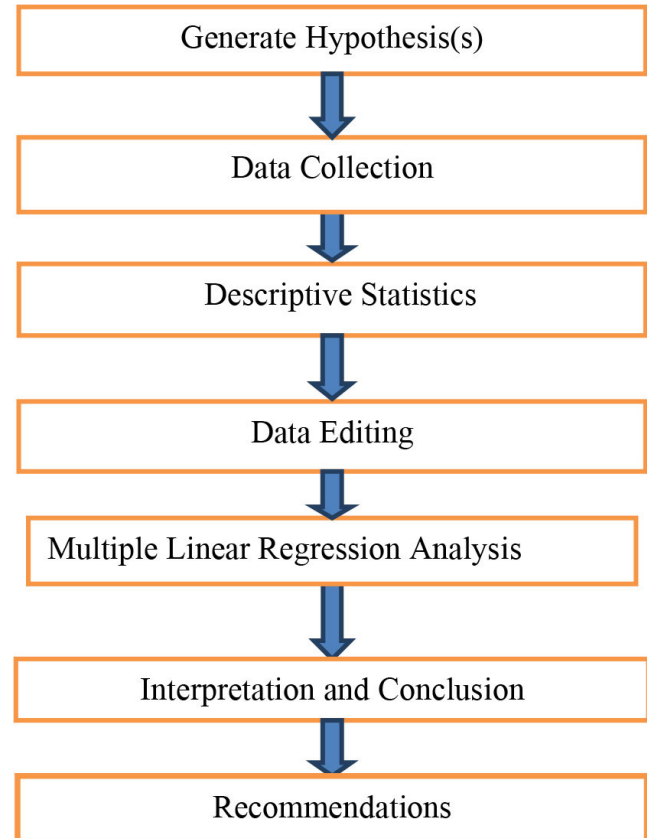 Generate Hypothesis(s)
Data Collection
Descriptive Statistics
Data Editing
Multiple Linear Regression Analysis
Interpretation and Conclusion
Recommendations